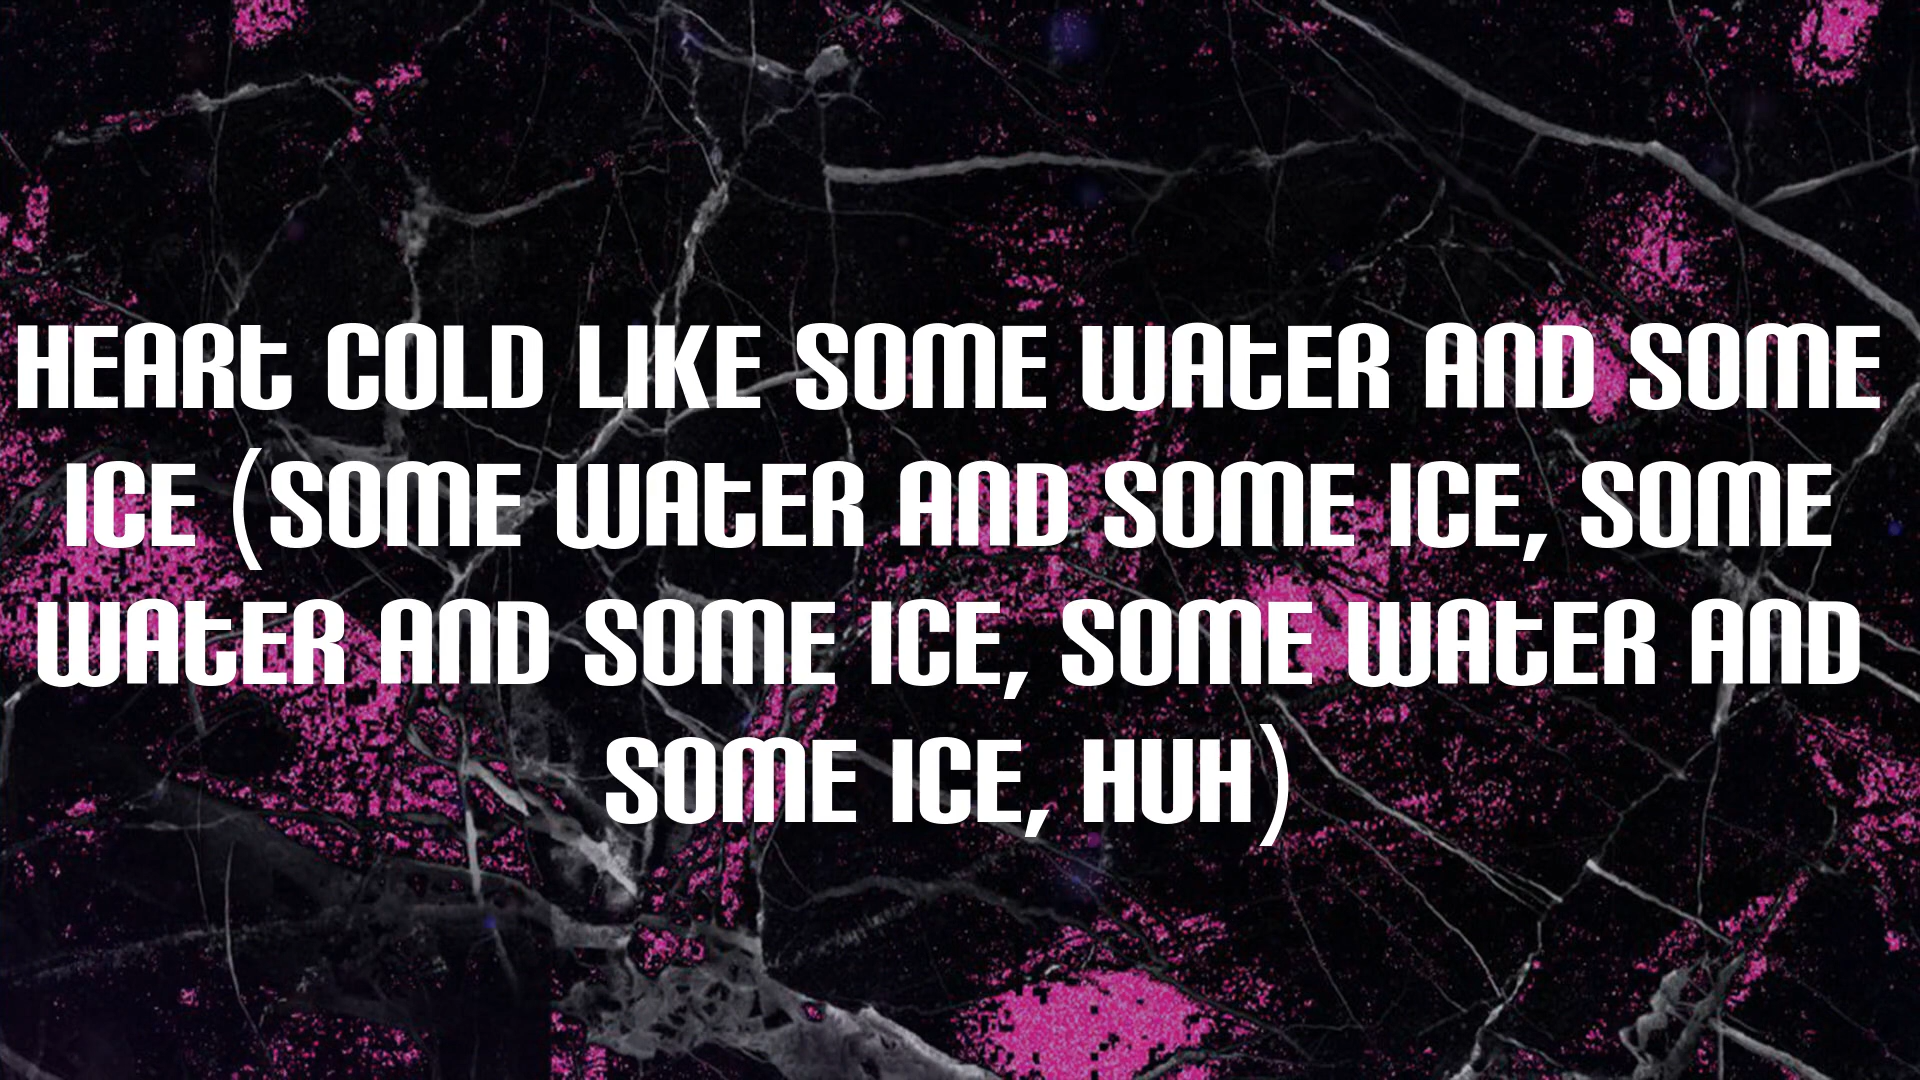 HEART COLD LIKE SOME WATER AND SOME
ICE (SOME WATER AND SOME ICE, SOME
WATER AND SOME ICE, SOME WATER AND
SOME ICE, HUH)